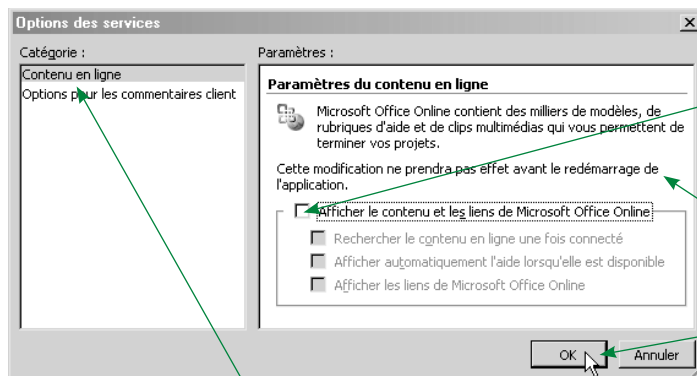 Options des services
Catégorie :
Contenu en ligne
Options pour les commentaires client
Paramètres :
Paramètres du contenu en ligne
Microsoft Office Online contient des milliers de modèles, de
rubriques d'aide et de clips multimédias qui vous permettent de
terminer vos projets.
Cette modification ne prendra pas effet avant le redémarrage de
l'application.
Afficher le contenu et les liens de Microsoft Office Online
Rechercher le contenu en ligne une fois connecté
Afficher automatiquement l'aide lorsqu'elle est disponible
Afficher les liens de Microsoft Office Online
OK
Annuler